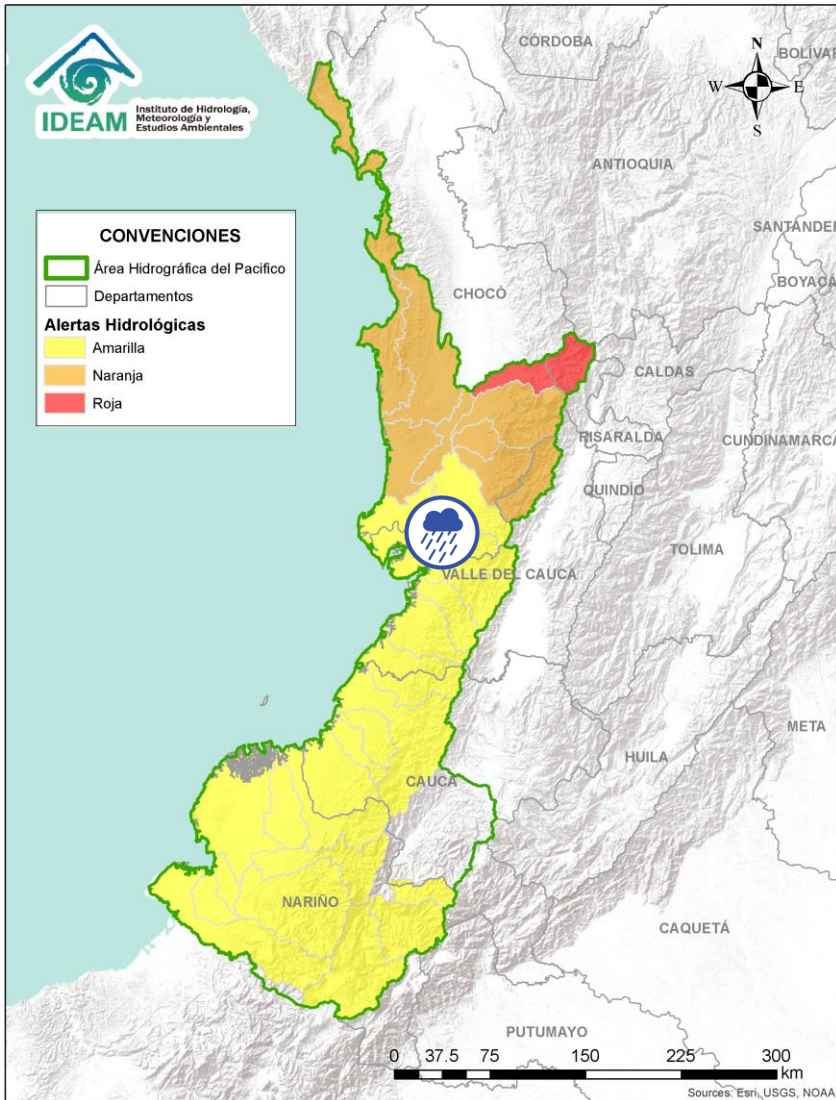 IDEAM
Instituto de Hidrología,
Meteorología y
Estudios Ambientales
CÓRDOBA
BOLÍVAR
N
W
E
S
ANTIOQUIA
CONVENCIONES
Área Hidrográfica del Pacifico
Departamentos
Alertas Hidrológicas
Amarilla
Naranja
Roja
SANTANDER
BOYACÁ
CHOCÓ
CALDAS
RISARALDA
CUNDINAMARCA
QUINDÍO
TOLIMA
VALLE DEL CAUCA
META
HUILA
CAUCA
NARIÑO
CAQUETÁ
PUTUMAYO
0 37.5 75 150 225 300
km
Sources: Esri, USGS, NOAA